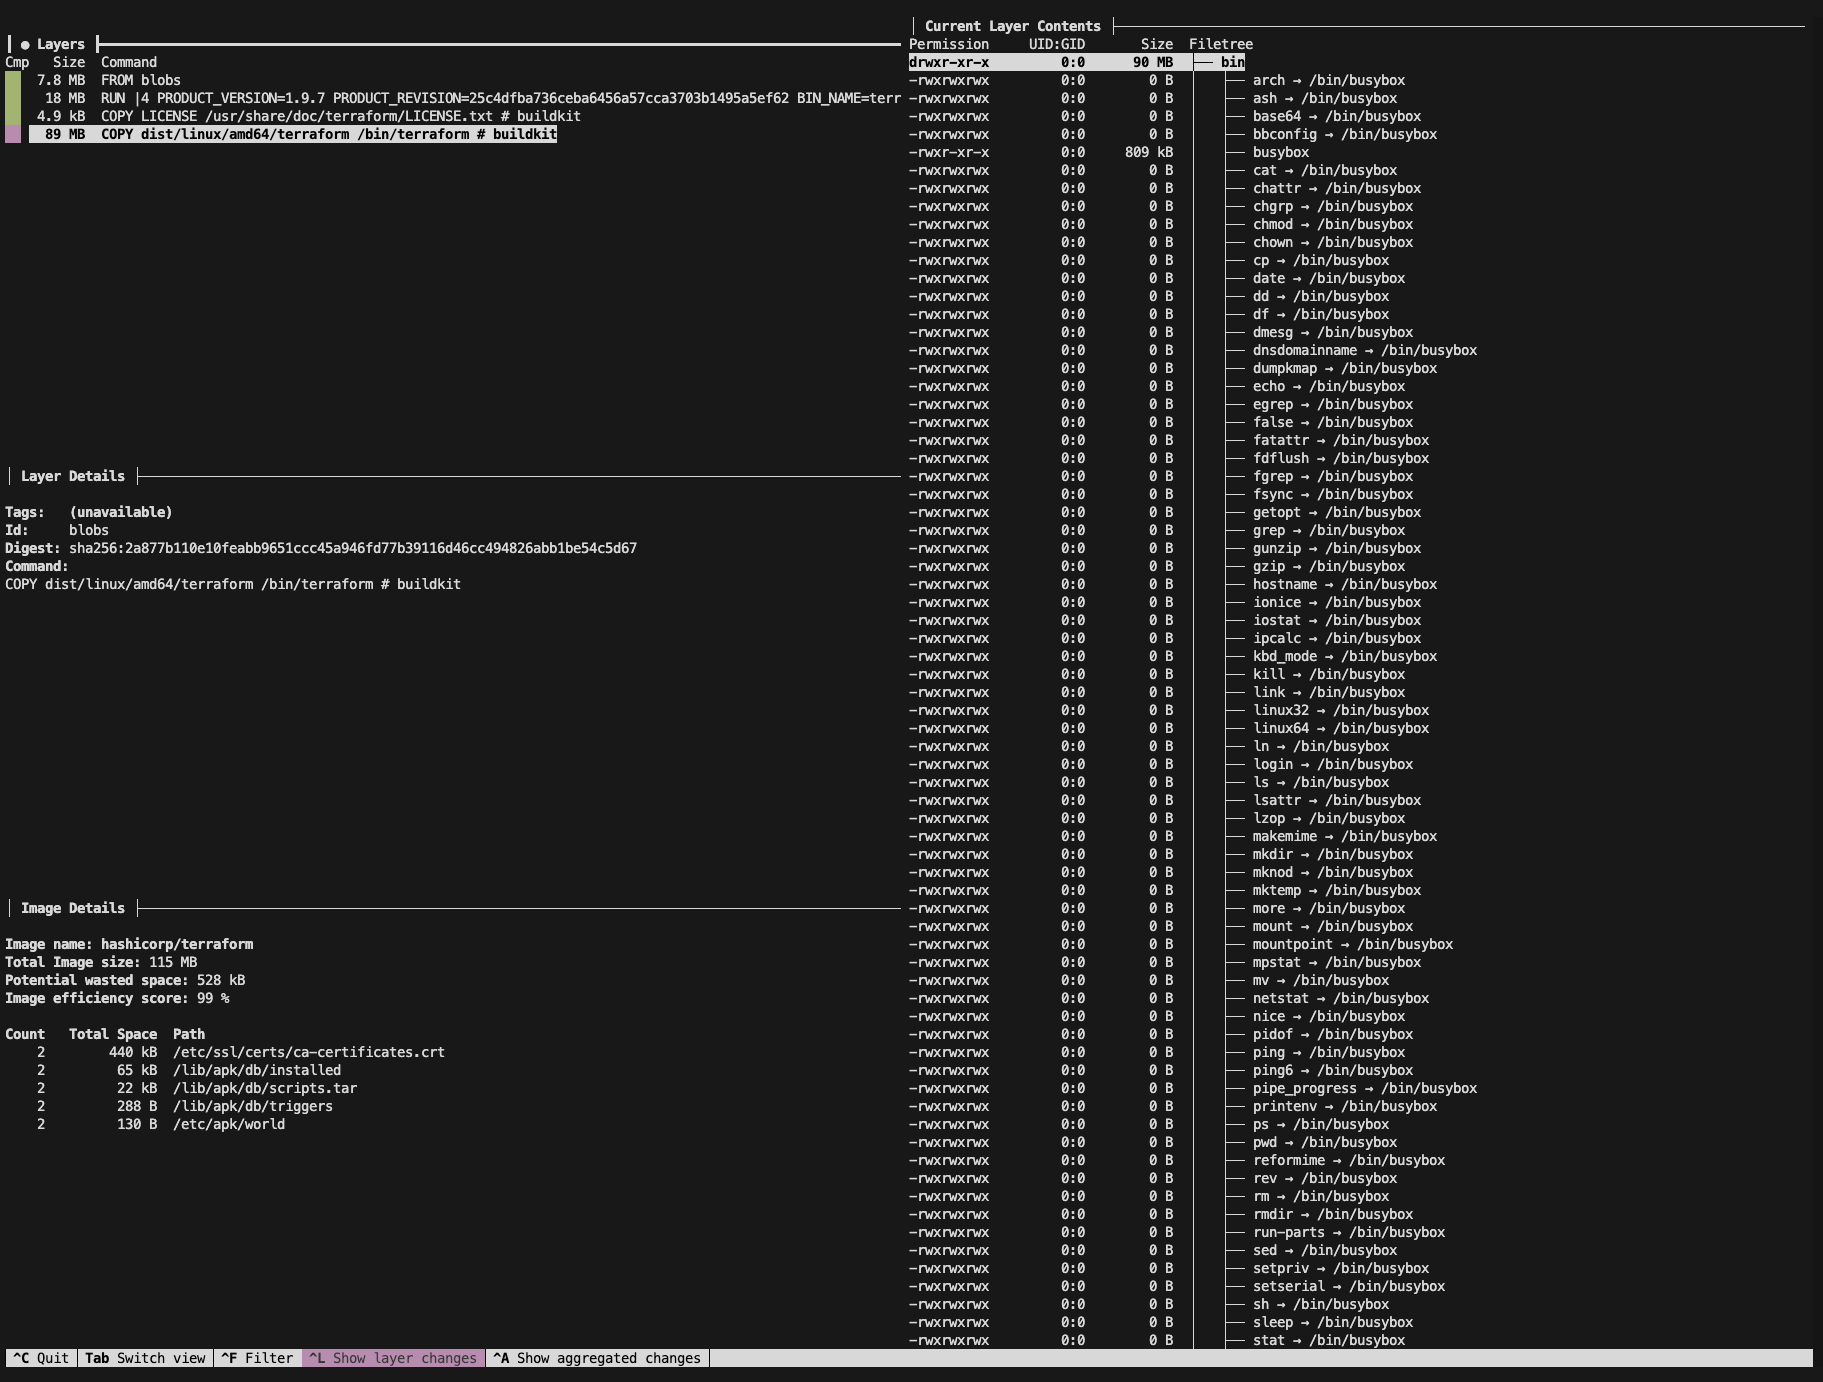 ● Layers
Cmp Size Command
7.8 MB FROM blobs
18 MB RUN |4 PRODUCT_VERSION=1.9.7 PRODUCT_REVISION=25c4dfba736ceba6456a57cca3703b1495a5ef62 BIN_NAME=terr
4.9 kB COPY LICENSE /usr/share/doc/terraform/LICENSE.txt # buildkit
89 MB COPY dist/linux/amd64/terraform /bin/terraform # buildkit
Layer Details
Tags: (unavailable)
Id: blobs
Digest: sha256:2a877b110e10feabb9651ccc45a946fd77b39116d46cc494826abb1be54c5d67
Command:
COPY dist/linux/amd64/terraform /bin/terraform # buildkit
Image Details
Image name: hashicorp/terraform
Total Image size: 115 MB
Potential wasted space: 528 kB
Image efficiency score: 99 %
Count Total Space Path
2 440 kB /etc/ssl/certs/ca-certificates.crt
2 65 kB /lib/apk/db/installed
2 22 kB /lib/apk/db/scripts.tar
2 288 B /lib/apk/db/triggers
2 130 B /etc/apk/world
Current Layer Contents
Permission UID:GID Size Filetree
drwxr-xr-x 0:0 90 MB ├── bin
-rwxrwxrwx 0:0 0 B │ ├── arch → /bin/busybox
-rwxrwxrwx 0:0 0 B │ ├── ash → /bin/busybox
-rwxrwxrwx 0:0 0 B │ ├── base64 → /bin/busybox
-rwxrwxrwx 0:0 0 B │ ├── bbconfig → /bin/busybox
-rwxr-xr-x 0:0 809 kB │ ├── busybox
-rwxrwxrwx 0:0 0 B │ ├── cat → /bin/busybox
-rwxrwxrwx 0:0 0 B │ ├── chattr → /bin/busybox
-rwxrwxrwx 0:0 0 B │ ├── chgrp → /bin/busybox
-rwxrwxrwx 0:0 0 B │ ├── chmod → /bin/busybox
-rwxrwxrwx 0:0 0 B │ ├── chown → /bin/busybox
-rwxrwxrwx 0:0 0 B │ ├── cp → /bin/busybox
-rwxrwxrwx 0:0 0 B │ ├── date → /bin/busybox
-rwxrwxrwx 0:0 0 B │ ├── dd → /bin/busybox
-rwxrwxrwx 0:0 0 B │ ├── df → /bin/busybox
-rwxrwxrwx 0:0 0 B │ ├── dmesg → /bin/busybox
-rwxrwxrwx 0:0 0 B │ ├── dnsdomainname → /bin/busybox
-rwxrwxrwx 0:0 0 B │ ├── dumpkmap → /bin/busybox
-rwxrwxrwx 0:0 0 B │ ├── echo → /bin/busybox
-rwxrwxrwx 0:0 0 B │ ├── egrep → /bin/busybox
-rwxrwxrwx 0:0 0 B │ ├── false → /bin/busybox
-rwxrwxrwx 0:0 0 B │ ├── fatattr → /bin/busybox
-rwxrwxrwx 0:0 0 B │ ├── fdflush → /bin/busybox
-rwxrwxrwx 0:0 0 B │ ├── fgrep → /bin/busybox
-rwxrwxrwx 0:0 0 B │ ├── fsync → /bin/busybox
-rwxrwxrwx 0:0 0 B │ ├── getopt → /bin/busybox
-rwxrwxrwx 0:0 0 B │ ├── grep → /bin/busybox
-rwxrwxrwx 0:0 0 B │ ├── gunzip → /bin/busybox
-rwxrwxrwx 0:0 0 B │ ├── gzip → /bin/busybox
-rwxrwxrwx 0:0 0 B │ ├── hostname → /bin/busybox
-rwxrwxrwx 0:0 0 B │ ├── ionice → /bin/busybox
-rwxrwxrwx 0:0 0 B │ ├── iostat → /bin/busybox
-rwxrwxrwx 0:0 0 B │ ├── ipcalc → /bin/busybox
-rwxrwxrwx 0:0 0 B │ ├── kbd_mode → /bin/busybox
-rwxrwxrwx 0:0 0 B │ ├── kill → /bin/busybox
-rwxrwxrwx 0:0 0 B │ ├── link → /bin/busybox
-rwxrwxrwx 0:0 0 B │ ├── linux32 → /bin/busybox
-rwxrwxrwx 0:0 0 B │ ├── linux64 → /bin/busybox
-rwxrwxrwx 0:0 0 B │ ├── ln → /bin/busybox
-rwxrwxrwx 0:0 0 B │ ├── login → /bin/busybox
-rwxrwxrwx 0:0 0 B │ ├── ls → /bin/busybox
-rwxrwxrwx 0:0 0 B │ ├── lsattr → /bin/busybox
-rwxrwxrwx 0:0 0 B │ ├── lzop → /bin/busybox
-rwxrwxrwx 0:0 0 B │ ├── makemime → /bin/busybox
-rwxrwxrwx 0:0 0 B │ ├── mkdir → /bin/busybox
-rwxrwxrwx 0:0 0 B │ ├── mknod → /bin/busybox
-rwxrwxrwx 0:0 0 B │ ├── mktemp → /bin/busybox
-rwxrwxrwx 0:0 0 B │ ├── more → /bin/busybox
-rwxrwxrwx 0:0 0 B │ ├── mount → /bin/busybox
-rwxrwxrwx 0:0 0 B │ ├── mountpoint → /bin/busybox
-rwxrwxrwx 0:0 0 B │ ├── mpstat → /bin/busybox
-rwxrwxrwx 0:0 0 B │ ├── mv → /bin/busybox
-rwxrwxrwx 0:0 0 B │ ├── netstat → /bin/busybox
-rwxrwxrwx 0:0 0 B │ ├── nice → /bin/busybox
-rwxrwxrwx 0:0 0 B │ ├── pidof → /bin/busybox
-rwxrwxrwx 0:0 0 B │ ├── ping → /bin/busybox
-rwxrwxrwx 0:0 0 B │ ├── ping6 → /bin/busybox
-rwxrwxrwx 0:0 0 B │ ├── pipe_progress → /bin/busybox
-rwxrwxrwx 0:0 0 B │ ├── printenv → /bin/busybox
-rwxrwxrwx 0:0 0 B │ ├── ps → /bin/busybox
-rwxrwxrwx 0:0 0 B │ ├── pwd → /bin/busybox
-rwxrwxrwx 0:0 0 B │ ├── reformime → /bin/busybox
-rwxrwxrwx 0:0 0 B │ ├── rev → /bin/busybox
-rwxrwxrwx 0:0 0 B │ ├── rm → /bin/busybox
-rwxrwxrwx 0:0 0 B │ ├── rmdir → /bin/busybox
-rwxrwxrwx 0:0 0 B │ ├── run-parts → /bin/busybox
-rwxrwxrwx 0:0 0 B │ ├── sed → /bin/busybox
-rwxrwxrwx 0:0 0 B │ ├── setpriv → /bin/busybox
-rwxrwxrwx 0:0 0 B │ ├── setserial → /bin/busybox
-rwxrwxrwx 0:0 0 B │ ├── sh → /bin/busybox
-rwxrwxrwx 0:0 0 B │ ├── sleep → /bin/busybox
-rwxrwxrwx 0:0 0 B │ ├── stat → /bin/busybox
^C Quit | Tab Switch view | ^F Filter ^L Show layer changes | ^A Show aggregated changes |